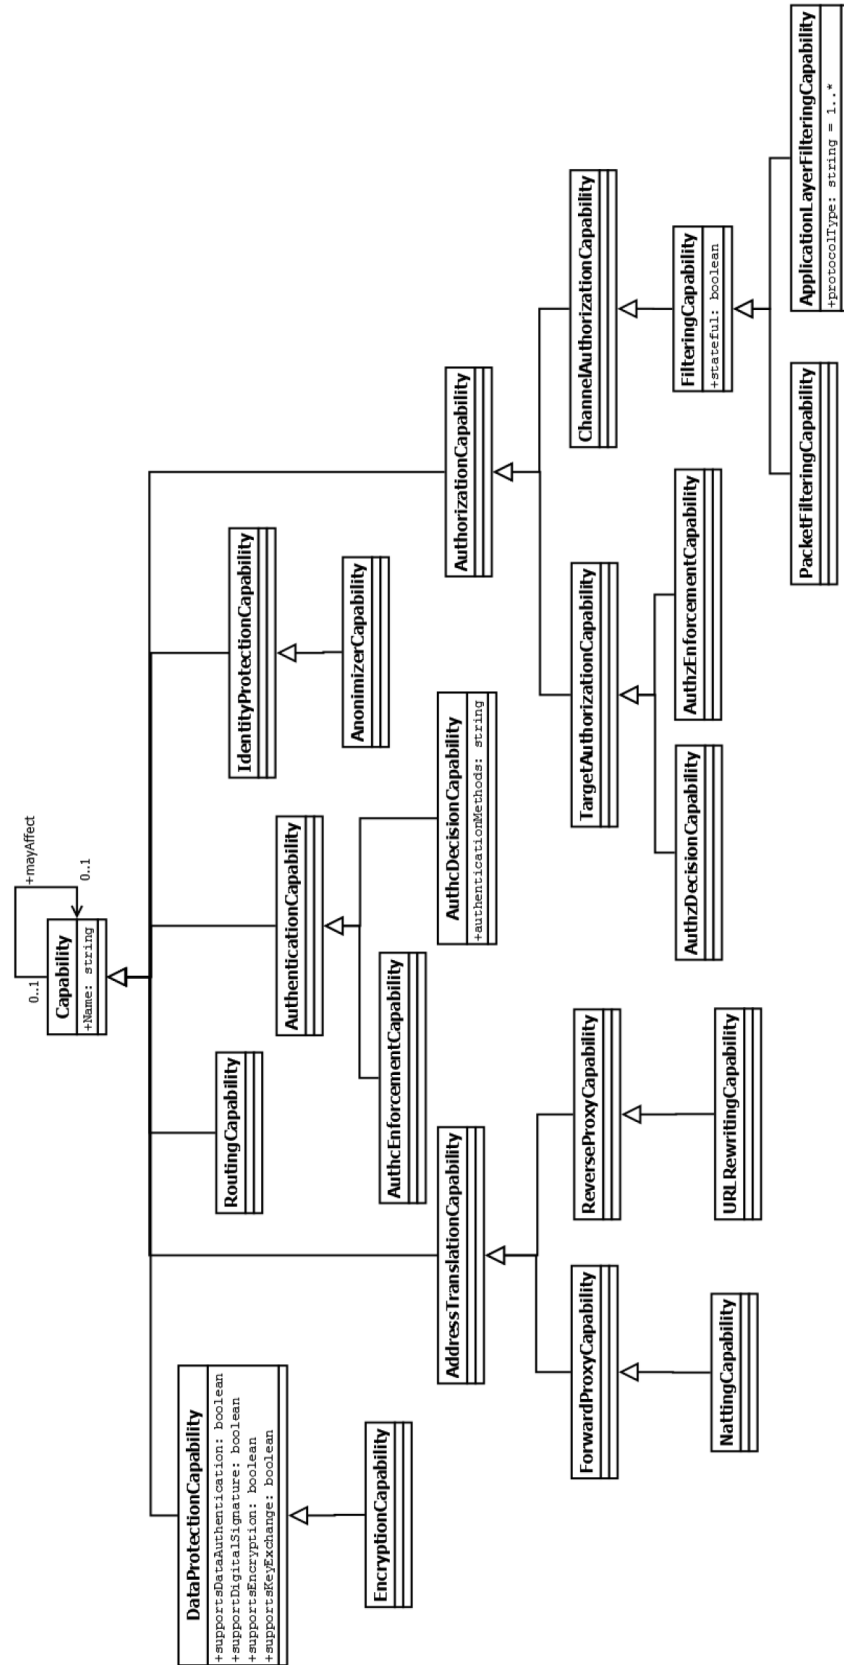 +mayAffect
0..1
0..1
Capability
+Name: string
DataProtectionCapability
+supportsDataAuthentication: boolean
+supportDigitalSignature: boolean
+supportsEncryption: boolean
+supportsKeyExchange: boolean
RoutingCapability
AuthenticationCapability
IdentityProtectionCapability
EncryptionCapability
AuthcEnforcementCapability
AnonimizerCapability
AddressTranslationCapability
AuthcDecisionCapability
+authenticationMethods: string
AuthorizationCapability
ForwardProxyCapability
ReverseProxyCapability
TargetAuthorizationCapability
ChannelAuthorizationCapability
NattingCapability
URLRewritingCapability
AuthzDecisionCapability
AuthzEnforcementCapability
FilteringCapability
+stateful: boolean
PacketFilteringCapability
ApplicationLayerFilteringCapability
+protocolType: string = 1..*